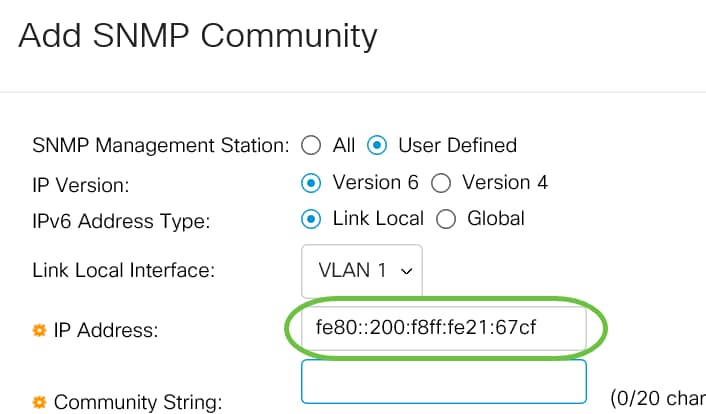 Add SNMP Community
SNMP Management Station: All User Defined
IP Version: Version 6 Version 4
IPv6 Address Type: Link Local Global
Link Local Interface: VLAN 1
IP Address: fe80::200:f8ff:fe21:67cf
Community String: (0/20 char